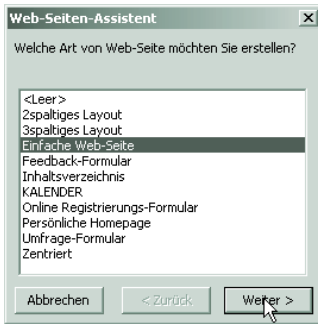 Web-Seiten-Assistent
Welche Art von Web-Seite möchten Sie erstellen?
<Leer>
2spaltiges Layout
3spaltiges Layout
Einfache Web-Seite
Feedback-Formular
Inhaltsverzeichnis
KALENDER
Online Registrierungs-Formular
Persönliche Homepage
Umfrage-Formular
Zentriert
Abbrechen < Zurück Weiter >